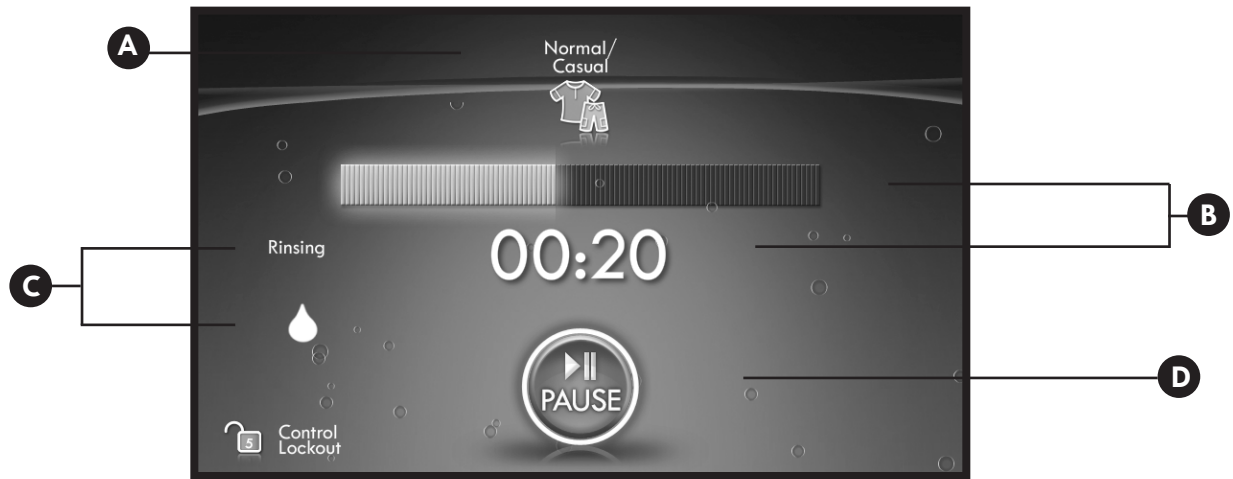 A
Normal/
Casual
B
Rinsing
00:20
C
PAUSE
D
5
Control
Lockout